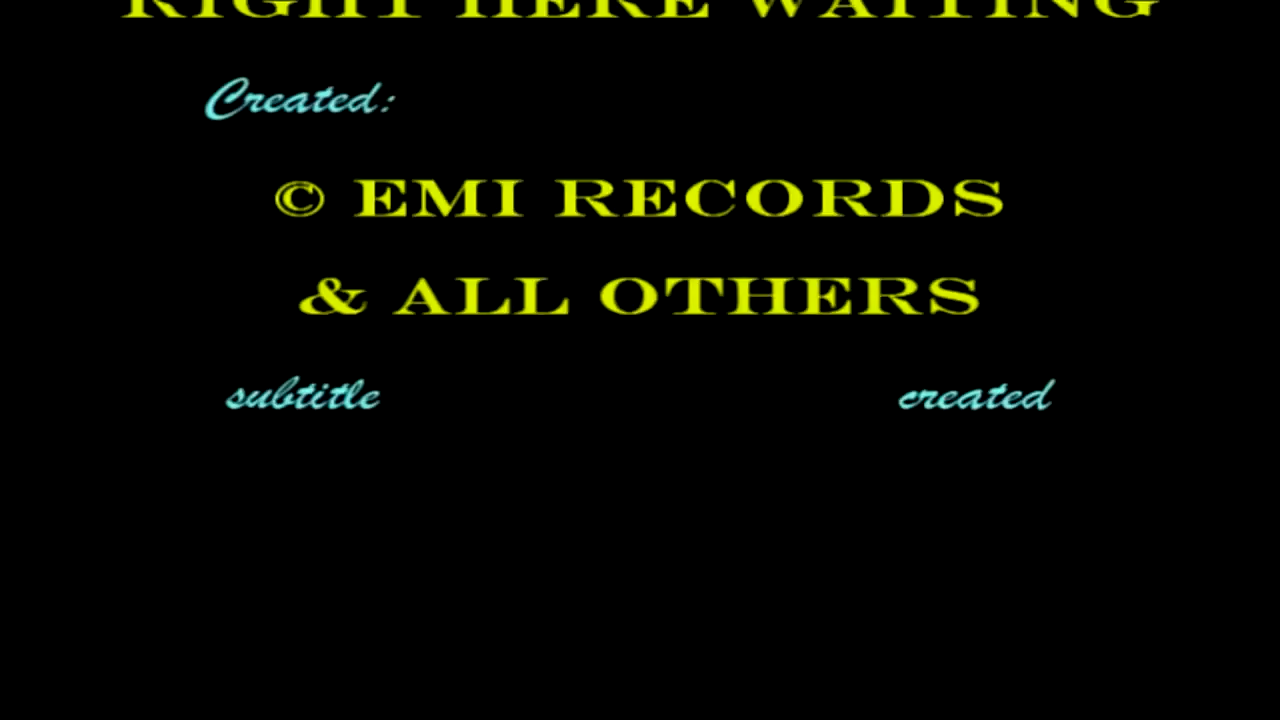 RIGHT HERE WAITING
Created:
© EMI RECORDS
& ALL OTHERS
subtitle created